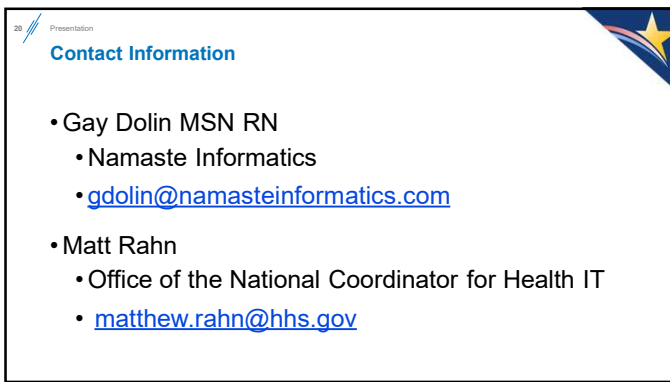 20
Presentation
Contact Information
• Gay Dolin MSN RN
• Namaste Informatics
• gdolin@namasteinformatics.com
• Matt Rahn
• Office of the National Coordinator for Health IT
• matthew.rahn@hhs.gov